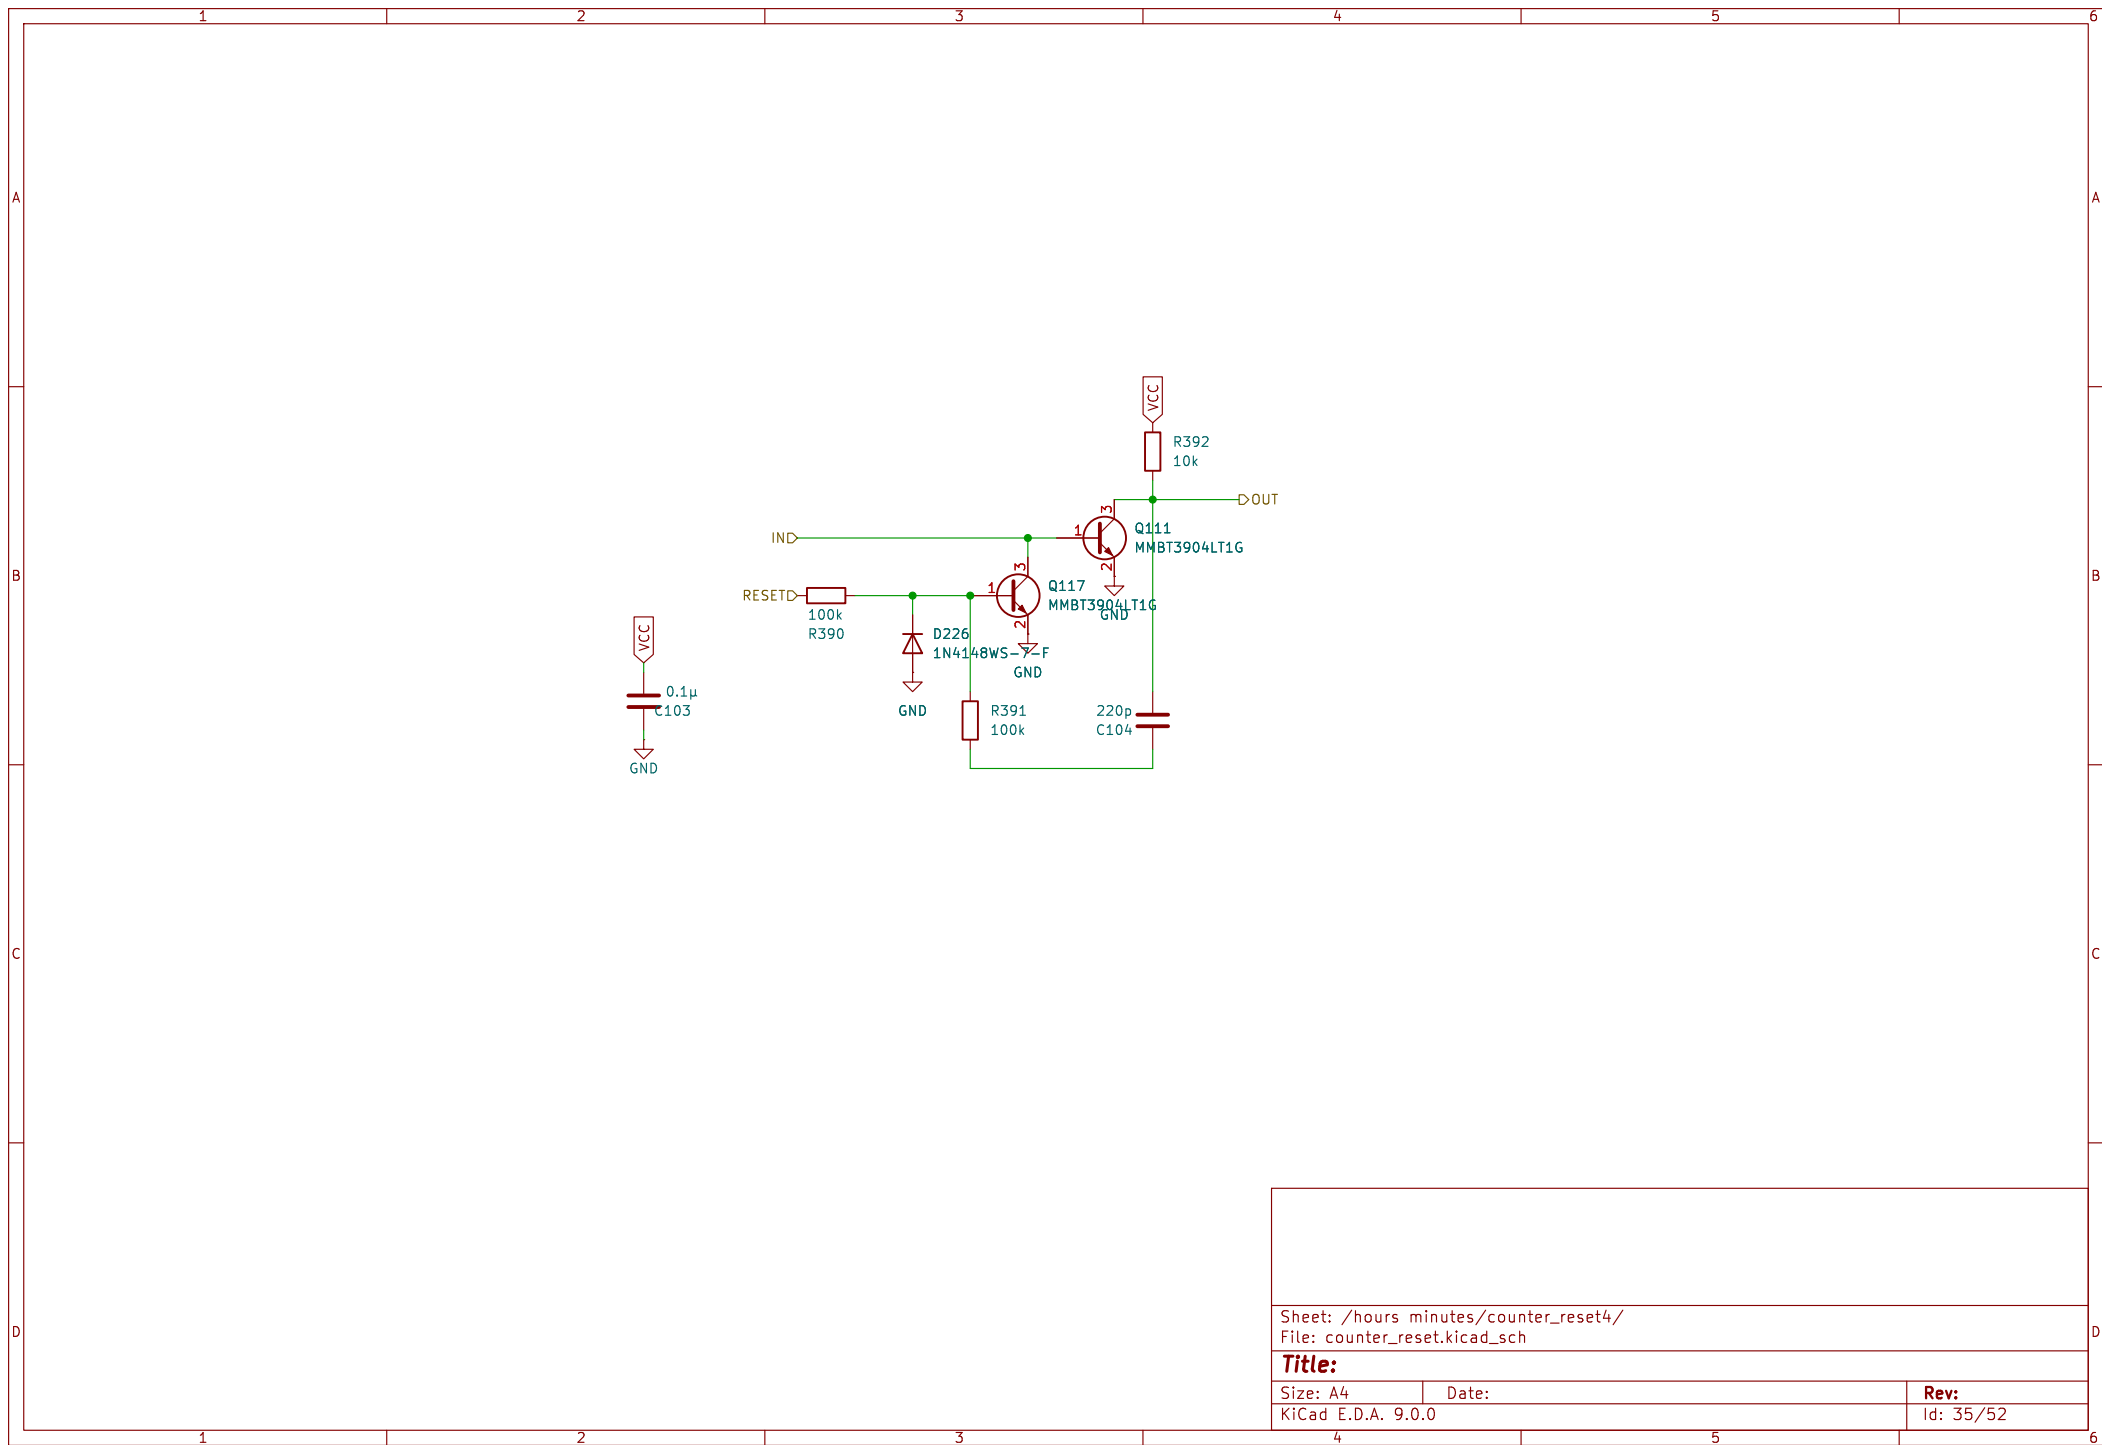 1 2 3 4 5 6
A A
VCC
R392
10k
OUT
3
Q111
IN
1
MMBT3904LT1G
2
3
B B
Q117
RESET
1
MMBT3904LT1G
GND
100k
2
R390
D226
VCC
1N4148WS-7-F
GND
0.1µ
C103
GND
R391
100k
220p
C104
GND
C C
D D
Sheet: /hours minutes/counter_reset4/
File: counter_reset.kicad_sch
Title:
Size: A4 Date: Rev:
KiCad E.D.A. 9.0.0 Id: 35/52
1 2 3 4 5 6